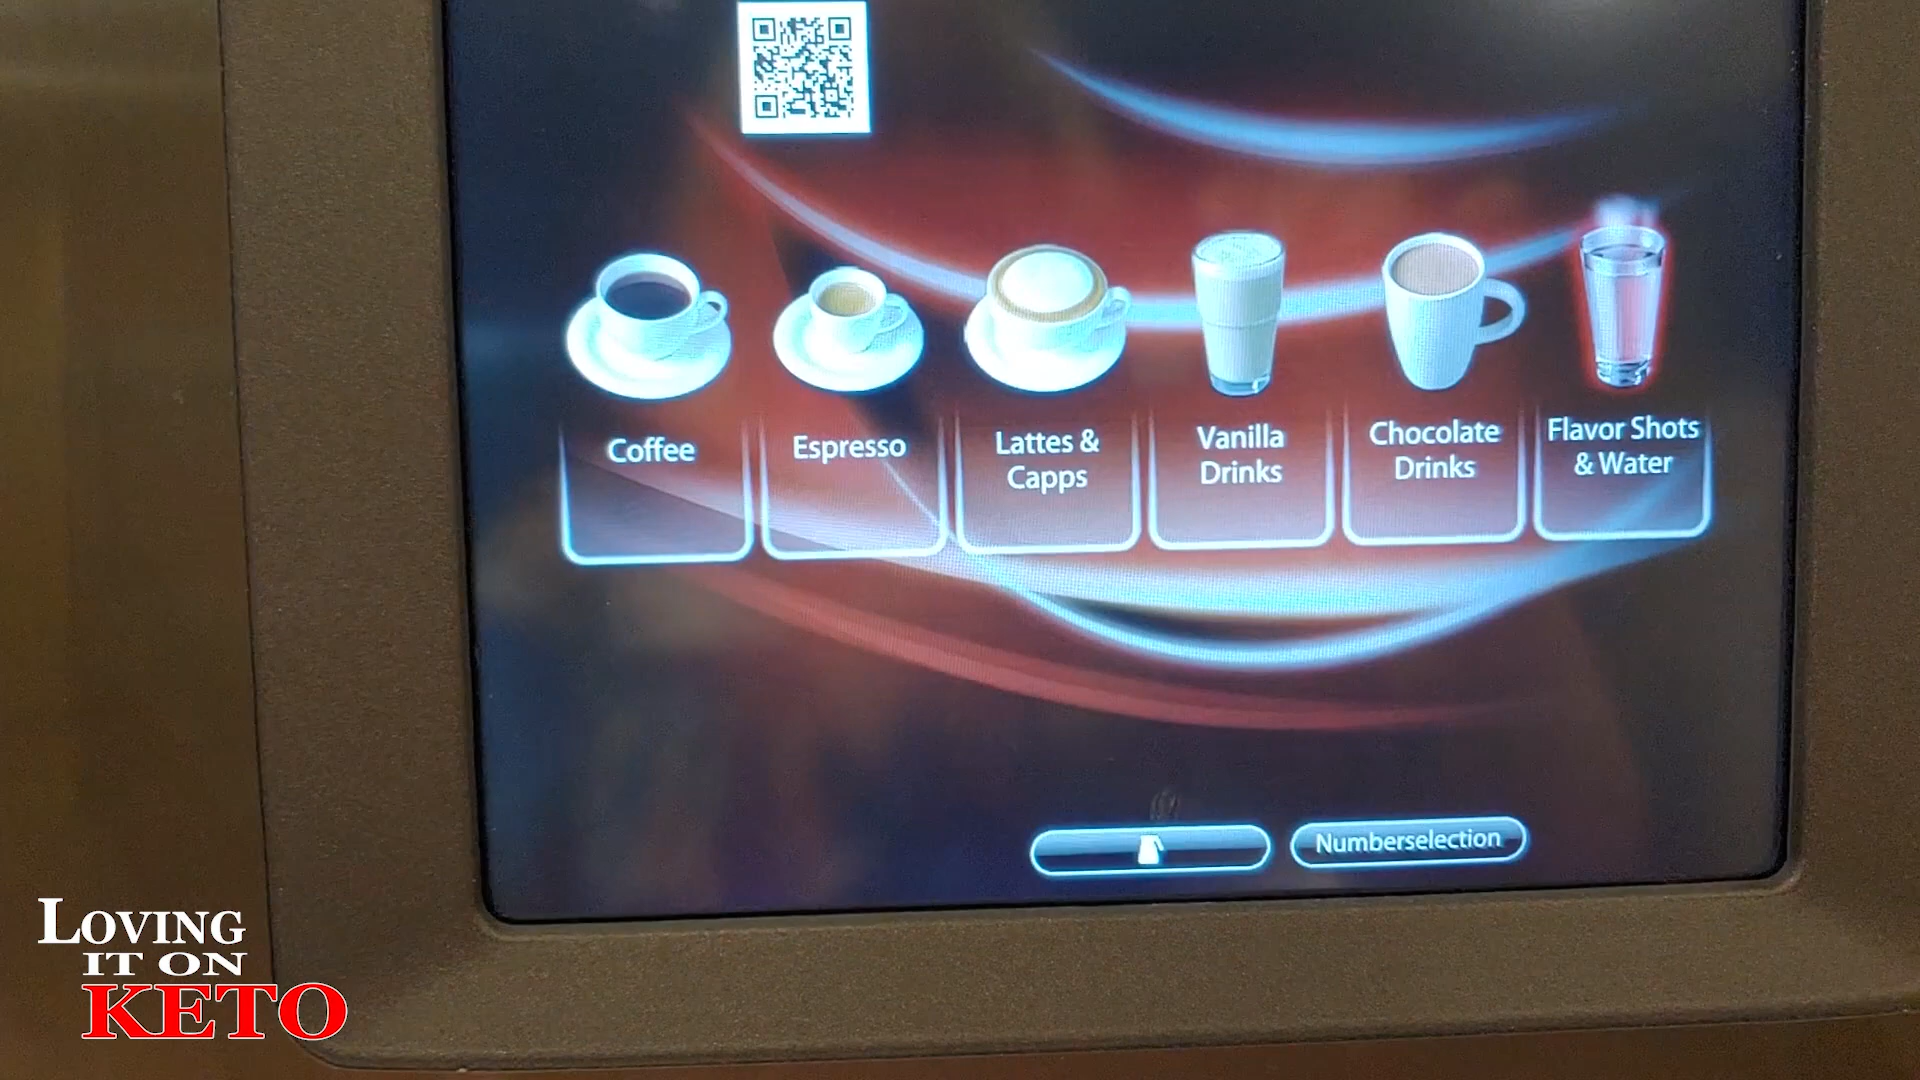 Coffee
Espresso
Lattes &
Capps
Vanilla
Drinks
Chocolate
Drinks
Flavor Shots
& Water
Numberselection
LOVING
IT ON
KETO